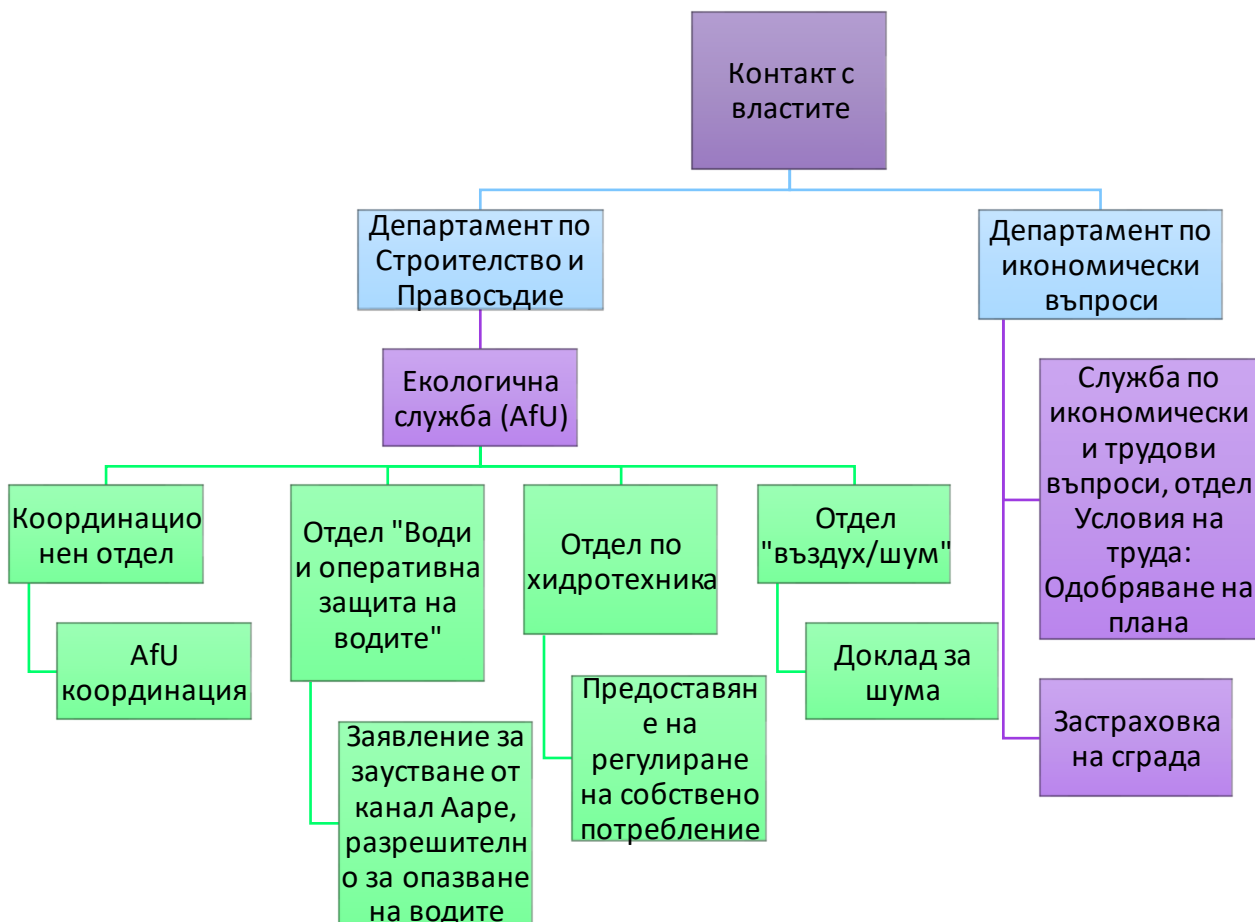 Контакт с
властите
Департамент по
Строителство и
Правосъдие
Департамент по
икономически
въпроси
Екологична
служба (AfU)
Служба по
икономически
и трудови
въпроси, отдел
Условия на
труда:
Одобряване на
плана
Координацио
нен отдел
Отдел "Води
и оперативна
защита на
водите"
Отдел по
хидротехника
Отдел
"въздух/шум"
AfU
координация
Заявление за
заустване от
канал Ааре,
разрешителн
о за опазване
на водите
Предоставян
е на
регулиране
на собствено
потребление
Доклад за
шума
Застраховка
на сграда